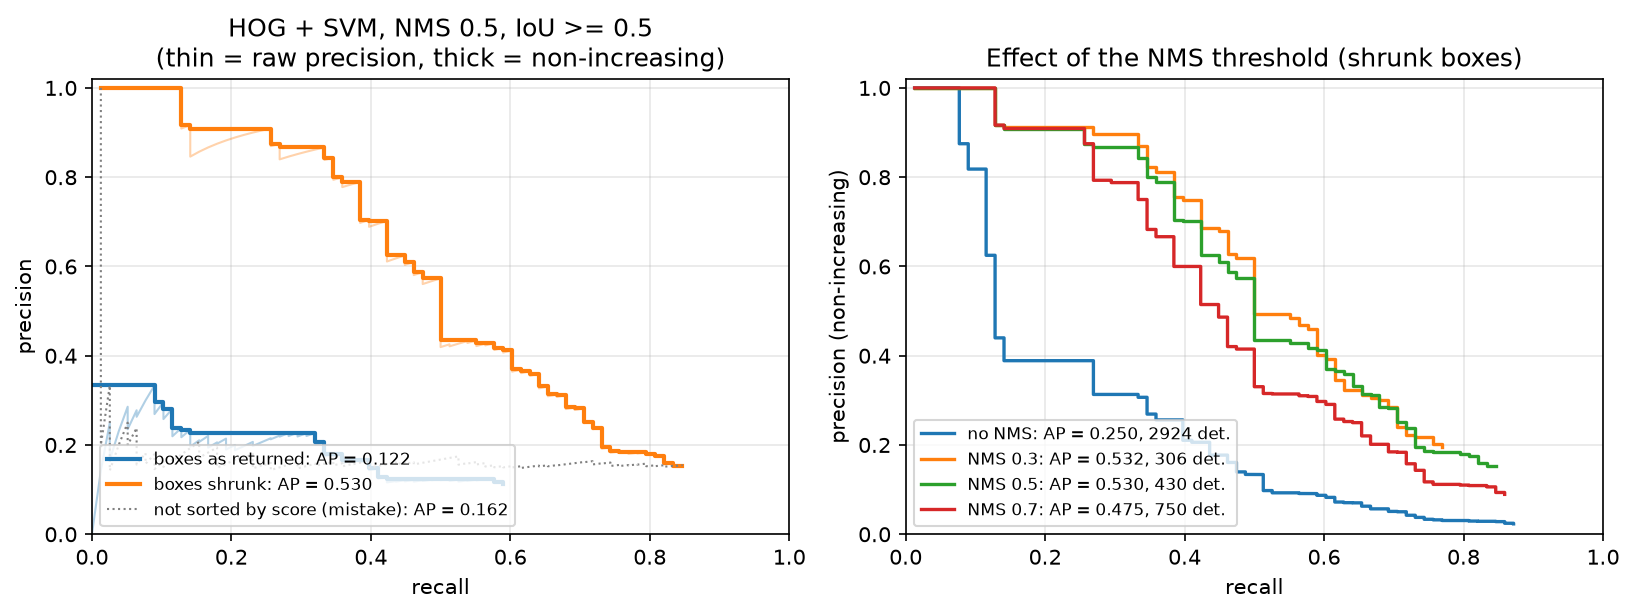 HOG + SVM, NMS 0.5, IoU >= 0.5
(thin = raw precision, thick = non-increasing)
precision
1.0
0.8
0.6
0.4
0.2
0.0
boxes as returned: AP = 0.122
boxes shrunk: AP = 0.530
not sorted by score (mistake): AP = 0.162
0.0 0.2 0.4 0.6 0.8 1.0
recall
Effect of the NMS threshold (shrunk boxes)
precision (non-increasing)
1.0
0.8
0.6
0.4
0.2
0.0
no NMS: AP = 0.250, 2924 det.
NMS 0.3: AP = 0.532, 306 det.
NMS 0.5: AP = 0.530, 430 det.
NMS 0.7: AP = 0.475, 750 det.
0.0 0.2 0.4 0.6 0.8 1.0
recall